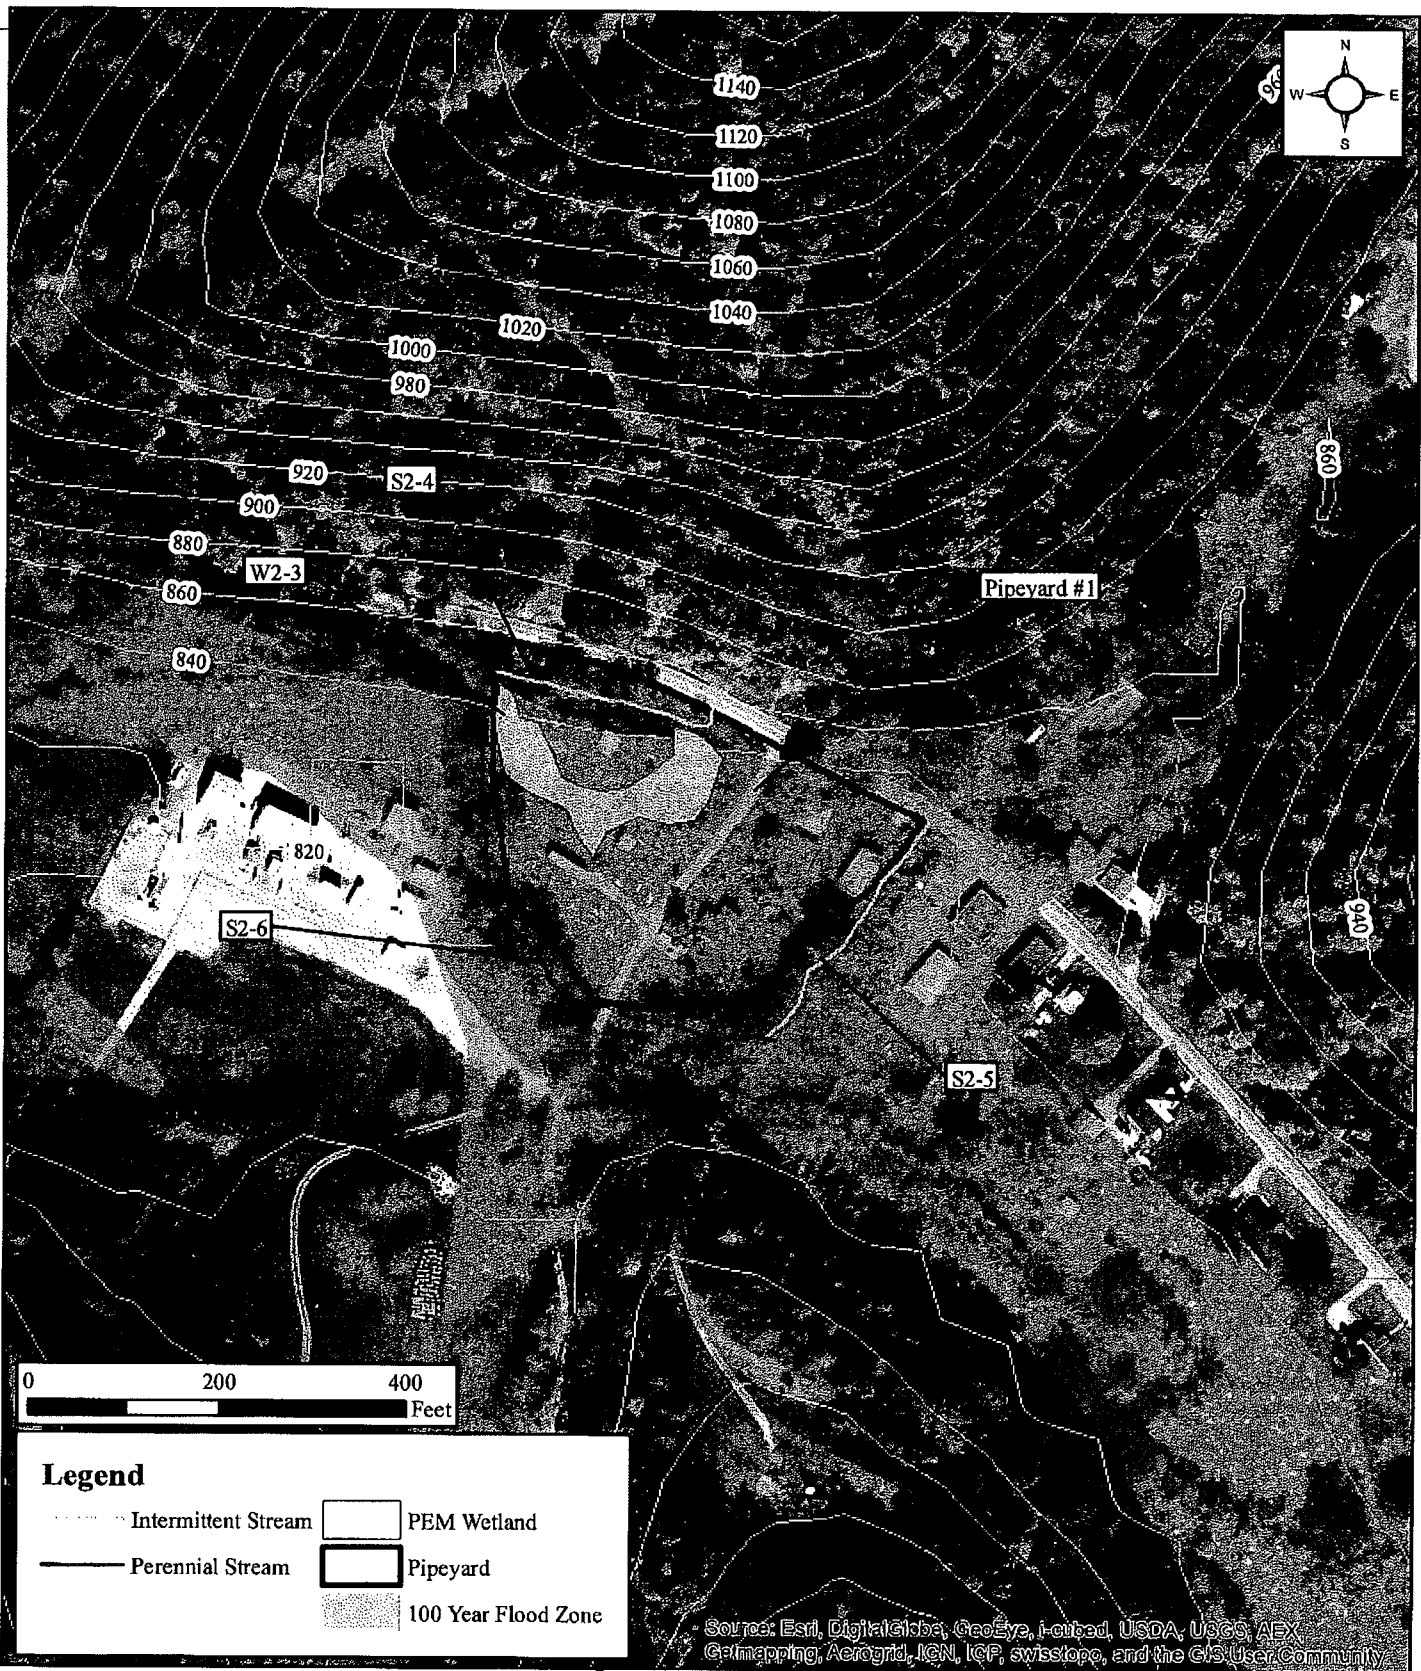 N
W E
S
1140
1120
1100
1080
1060
1040
1020
1000
980
920
S2-4
900
880
W2-3
860
840
Pipeyard #1
860
820
S2-6
940
S2-5
0 200 400
Feet
Legend
Intermittent Stream
PEM Wetland
Perennial Stream
Pipeyard
100 Year Flood Zone
Source: Esri, DigitalGlobe, GeoEye, i-cubed, USDA, USGS, AEX,
Getmapping, Aerogrid, IGN, IGP, swisstopo, and the GIS User Community